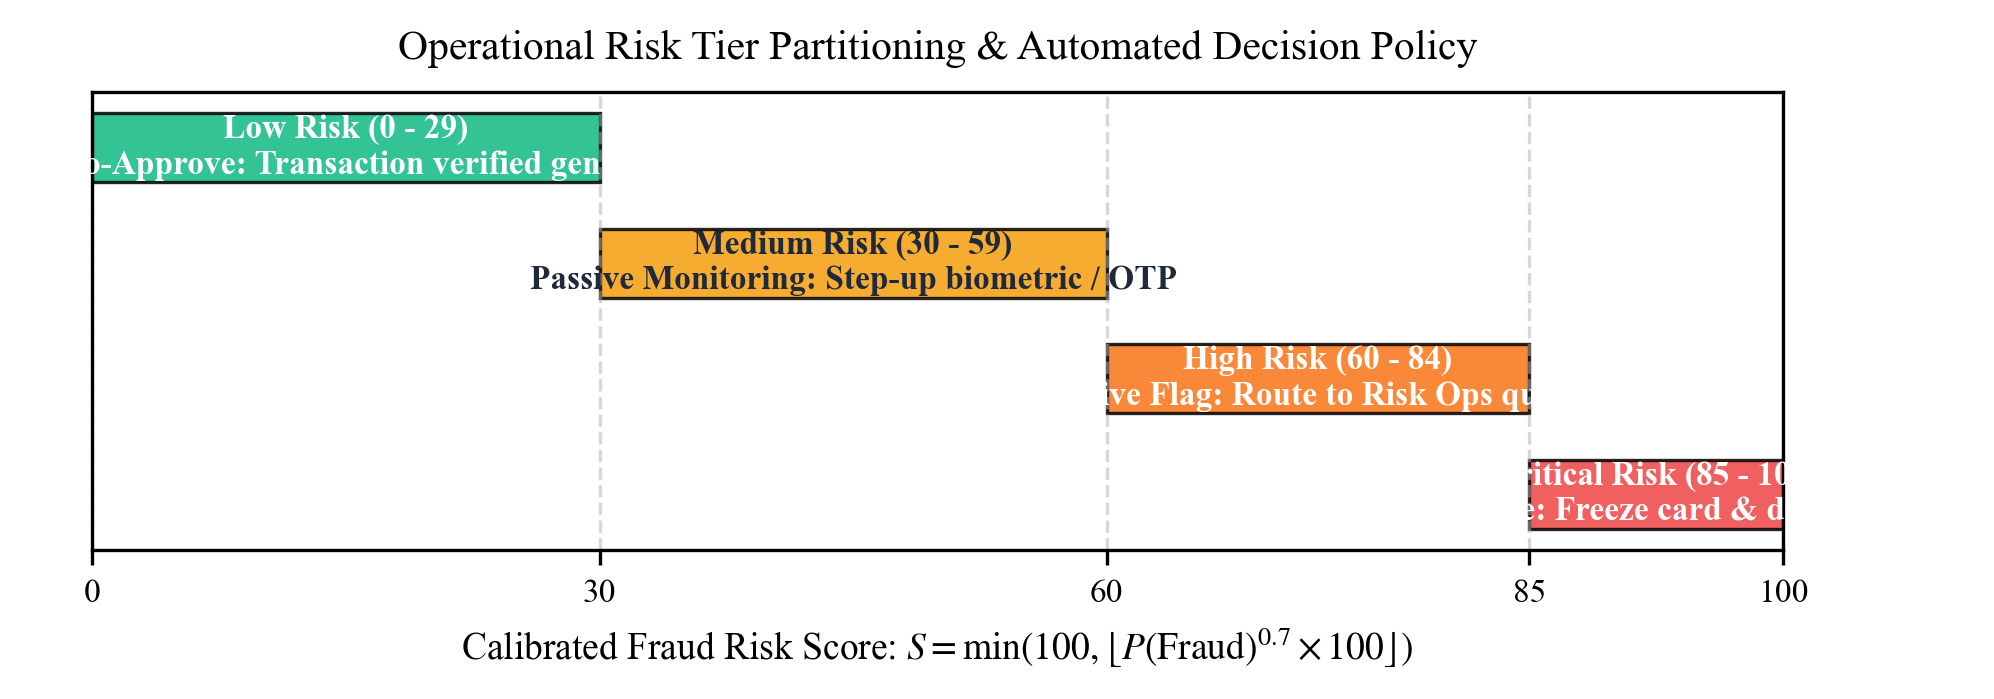 Operational Risk Tier Partitioning & Automated Decision Policy
Low Risk (0 - 29)
o-Approve: Transaction verified gen
Medium Risk (30 - 59)
Passive Monitoring: Step-up biometric / OTP
High Risk (60 - 84)
ive Flag: Route to Risk Ops qu
ritical Risk (85 - 10
e: Freeze card & d
0 30 60 85 100
Calibrated Fraud Risk Score: S = min(100, ⌊P(Fraud)^0.7 × 100⌋)